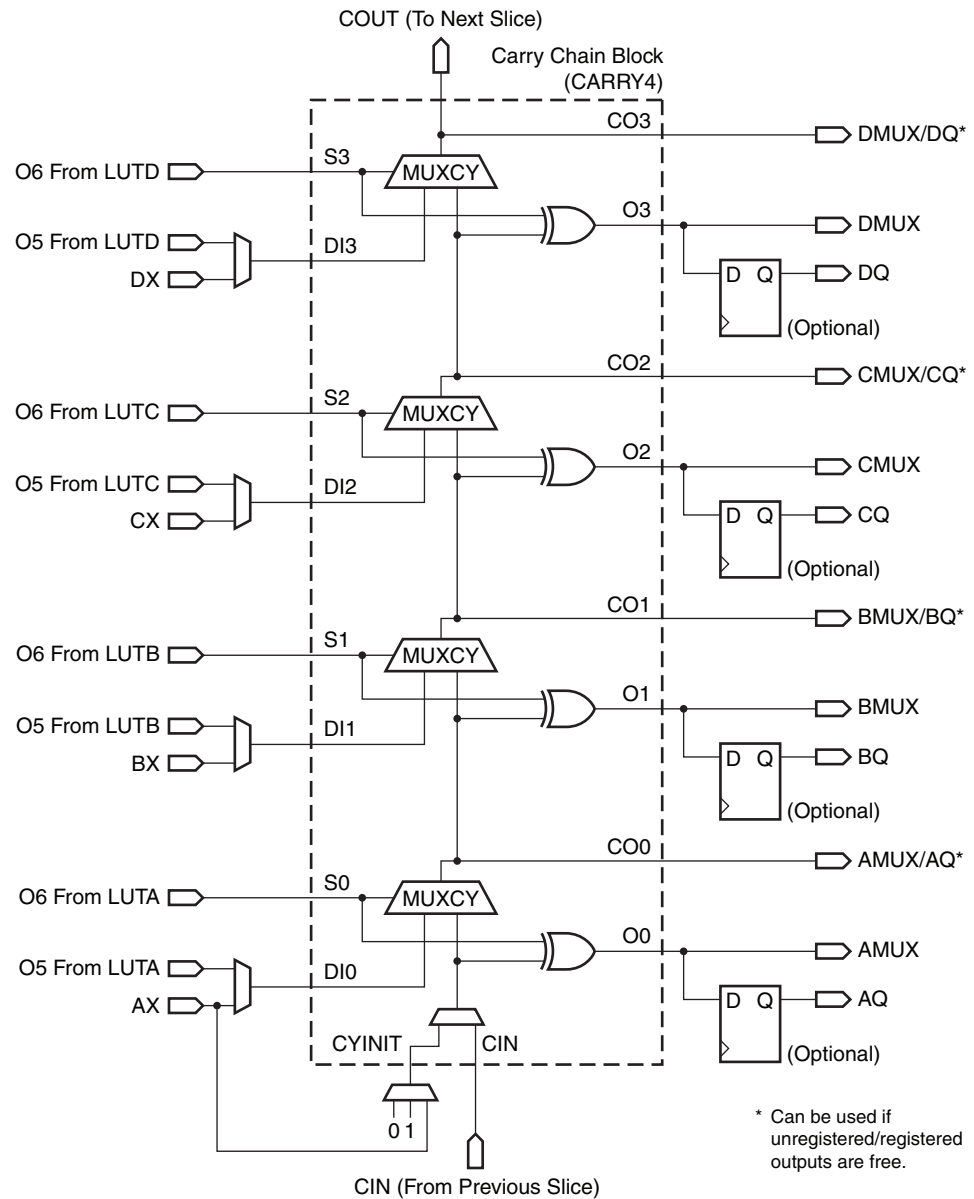 COUT (To Next Slice)
Carry Chain Block
(CARRY4)
CO3
DMUX/DQ*
S3
O6 From LUTD
MUXCY
O3
DMUX
O5 From LUTD
DI3
DX
D Q
DQ
(Optional)
CO2
CMUX/CQ*
S2
O6 From LUTC
MUXCY
O2
CMUX
O5 From LUTC
DI2
CX
D Q
CQ
(Optional)
CO1
BMUX/BQ*
S1
O6 From LUTB
MUXCY
O1
BMUX
O5 From LUTB
DI1
BX
D Q
BQ
(Optional)
CO0
AMUX/AQ*
S0
O6 From LUTA
MUXCY
O0
AMUX
O5 From LUTA
DI0
AX
D Q
AQ
(Optional)
CYINIT
CIN
0 1
* Can be used if
unregistered/registered
outputs are free.
CIN (From Previous Slice)